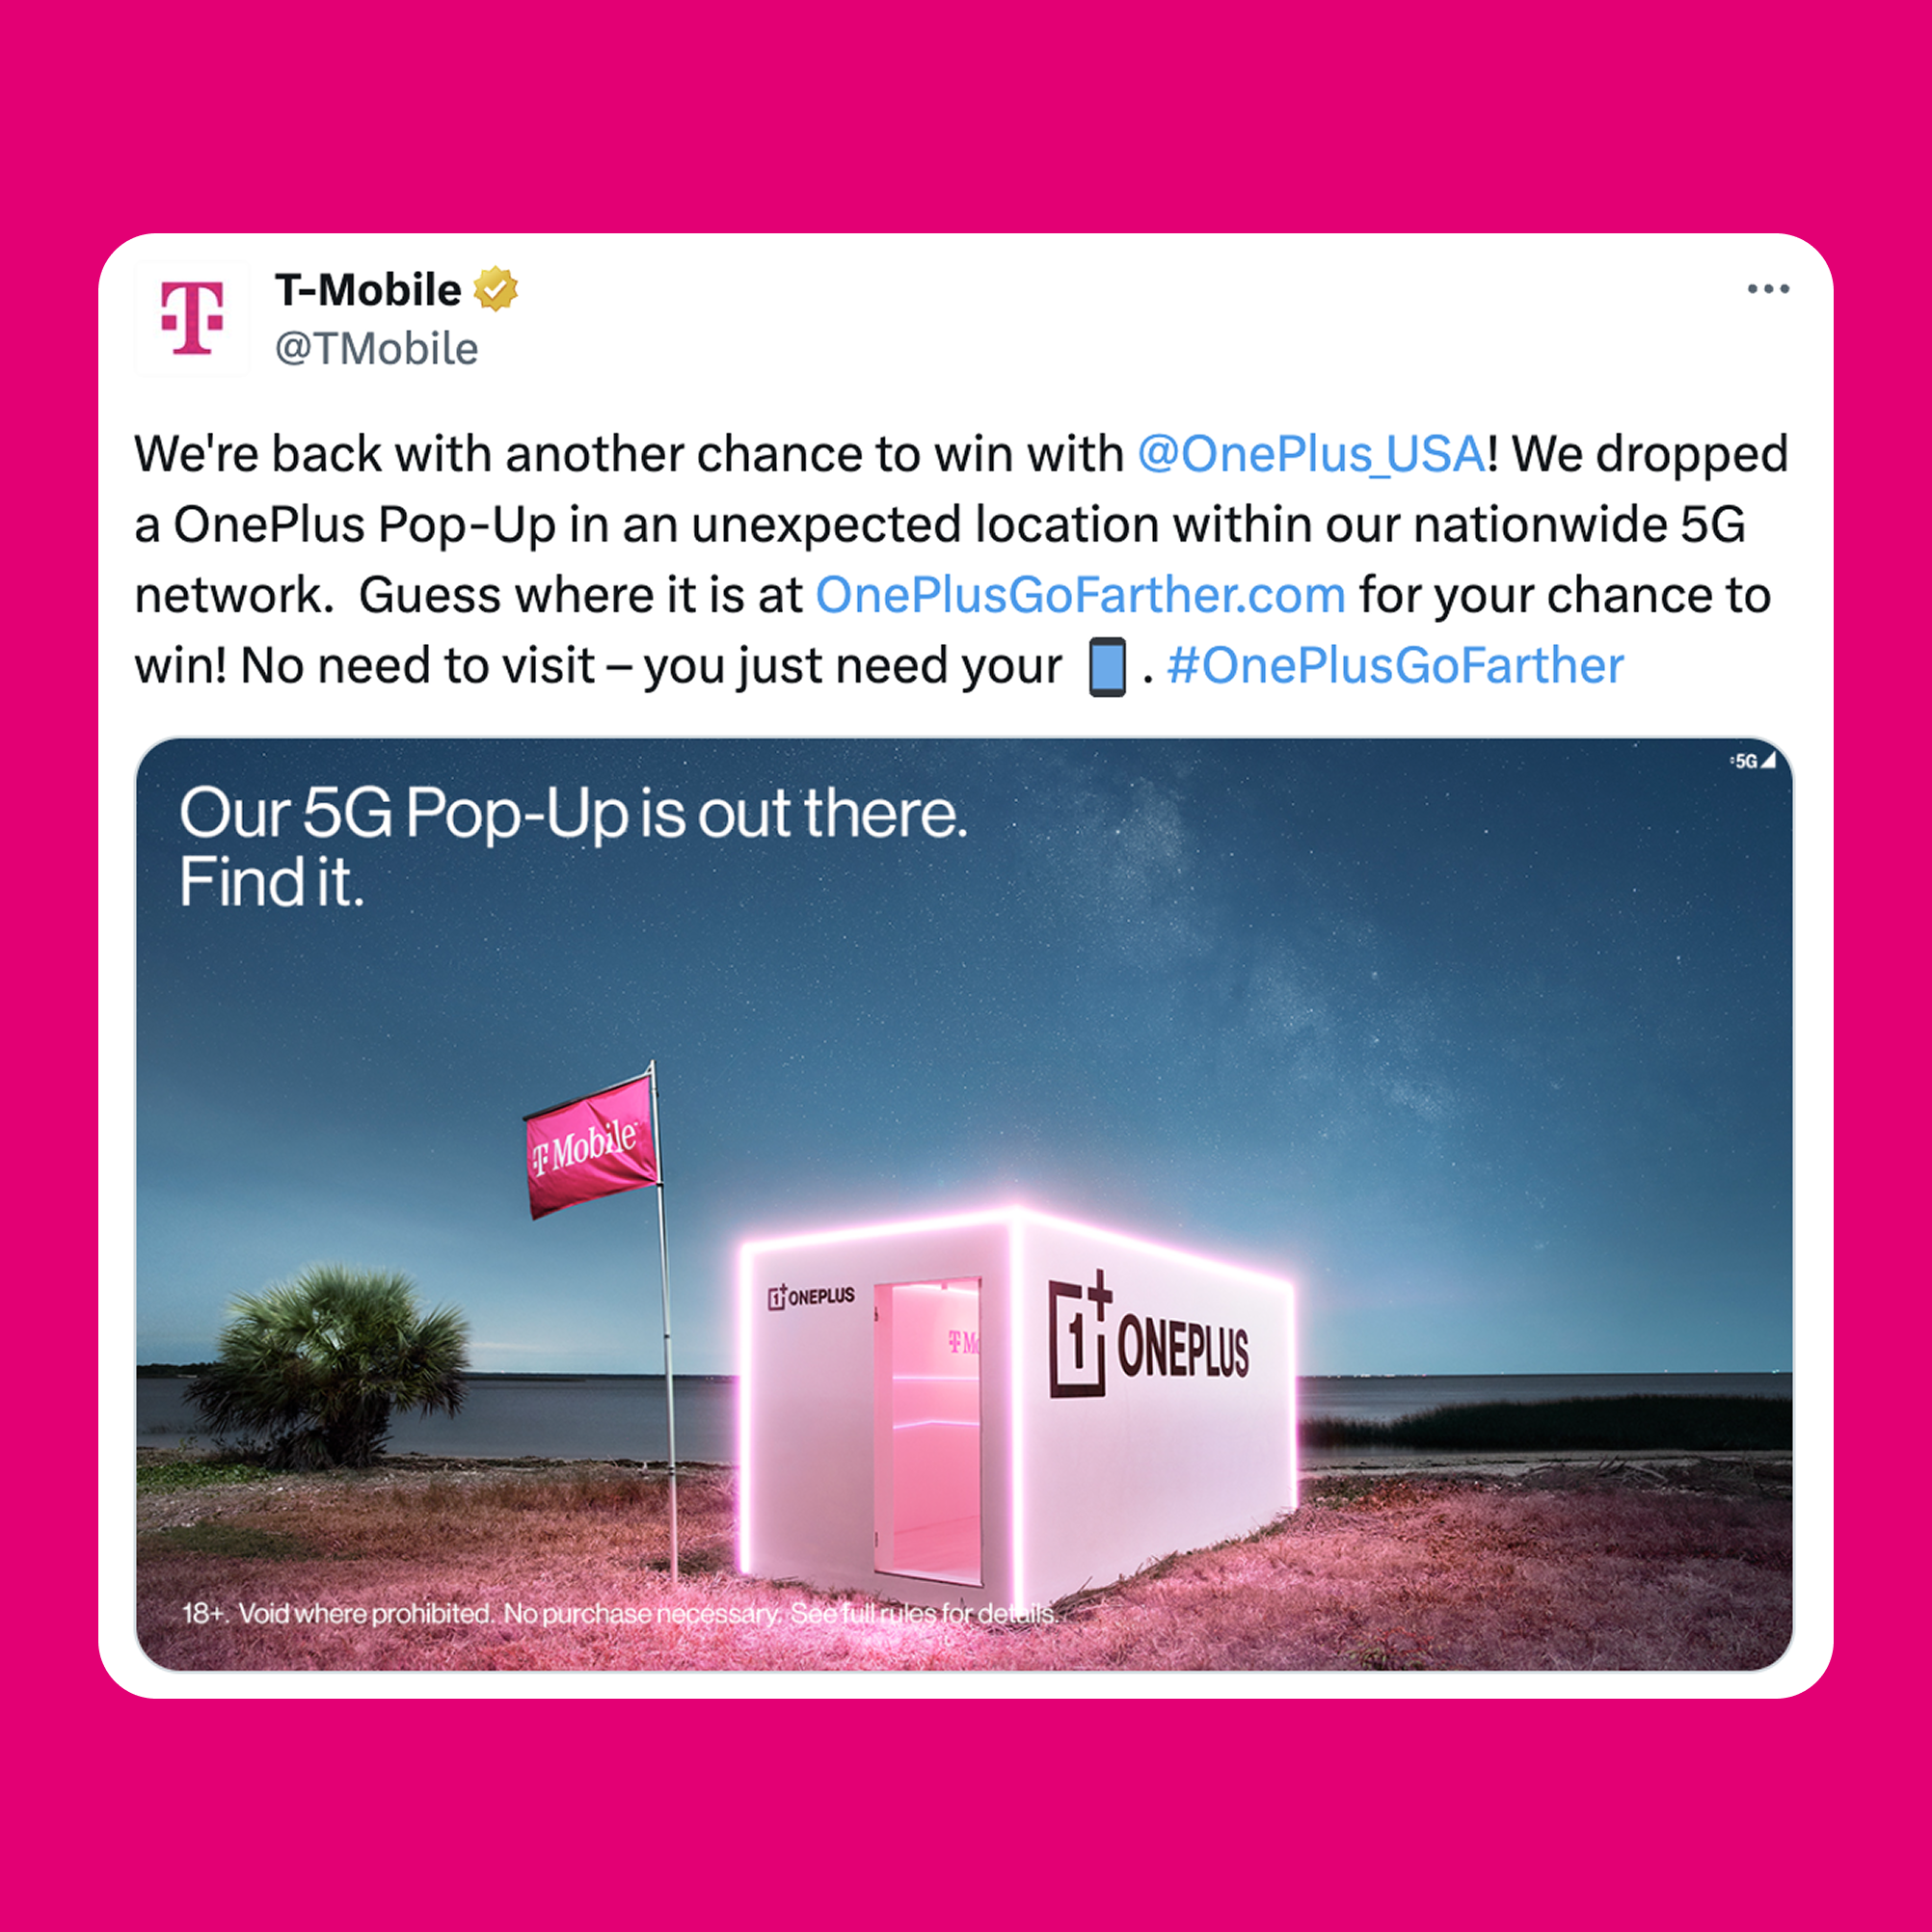 T-Mobile
@TMobile
We're back with another chance to win with @OnePlus_USA! We dropped
a OnePlus Pop-Up in an unexpected location within our nationwide 5G
network.  Guess where it is at OnePlusGoFarther.com for your chance to
win! No need to visit – you just need your 📱. #OnePlusGoFarther
5G
Our 5G Pop-Up is out there.
Find it.
T Mobile
1+ ONEPLUS
T Mo
1+ ONEPLUS
18+. Void where prohibited. No purchase necessary. See full rules for details.